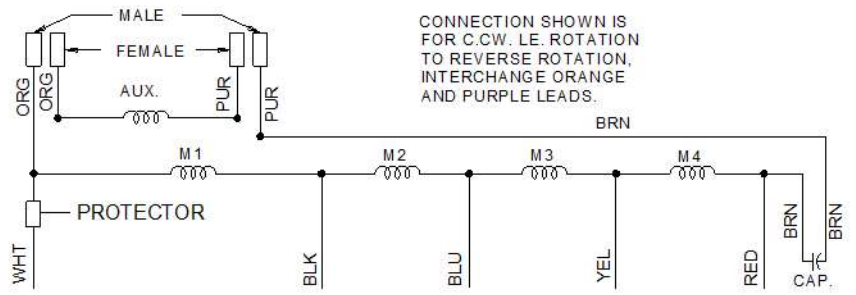 MALE
FEMALE
ORG
ORG
PUR
PUR
AUX.
CONNECTION SHOWN IS
FOR C.CW. LE. ROTATION
TO REVERSE ROTATION,
INTERCHANGE ORANGE
AND PURPLE LEADS.
BRN
M1
M2
M3
M4
PROTECTOR
WHT
BLK
BLU
YEL
RED
BRN
BRN
CAP.